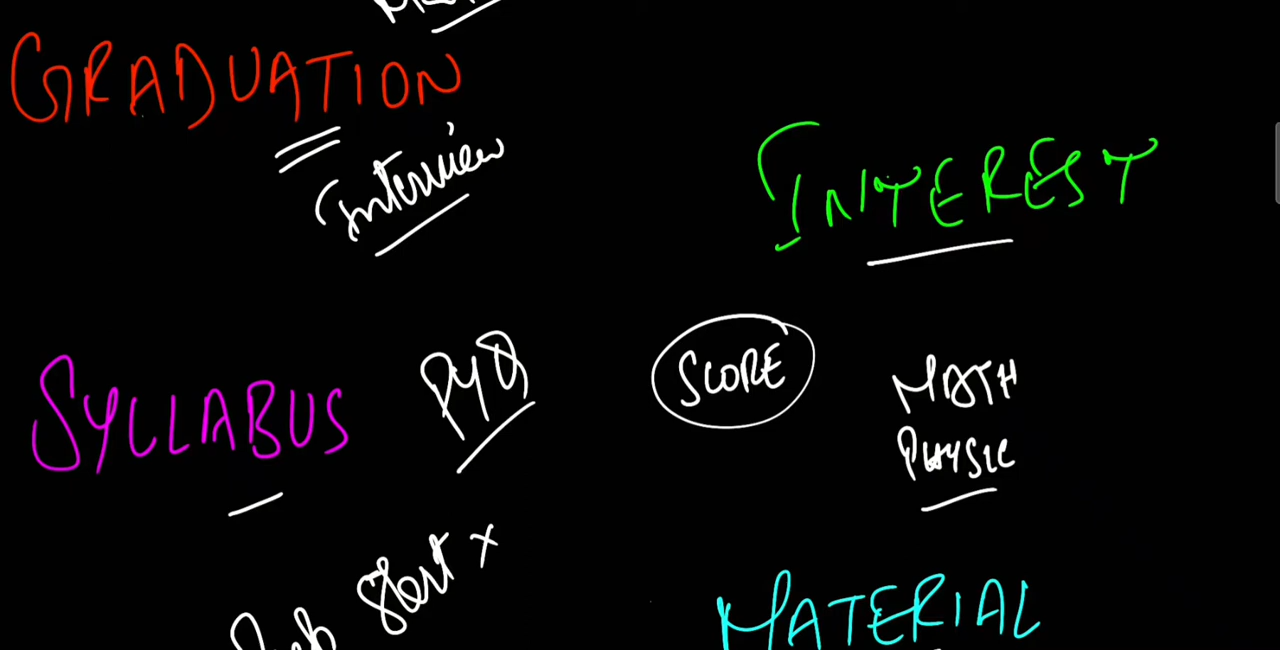 GRADUATION
Interview
INTEREST
SYLLABUS
PYQ
SCORE
MATH
PHYSIC
Start x
MATERIAL